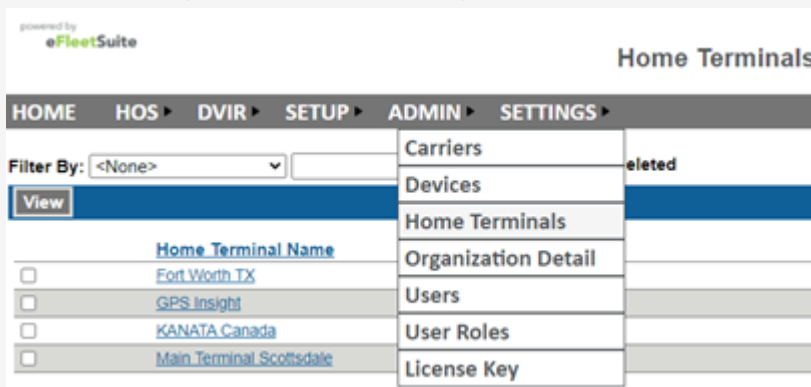 powered by
eFleetSuite
Home Terminals
HOME HOS DVIR SETUP ADMIN SETTINGS
Filter By: <None> eleted
View
Carriers
Devices
Home Terminals
Organization Detail
Users
User Roles
License Key
Home Terminal Name
Fort Worth TX
GPS Insight
KANATA Canada
Main Terminal Scottsdale